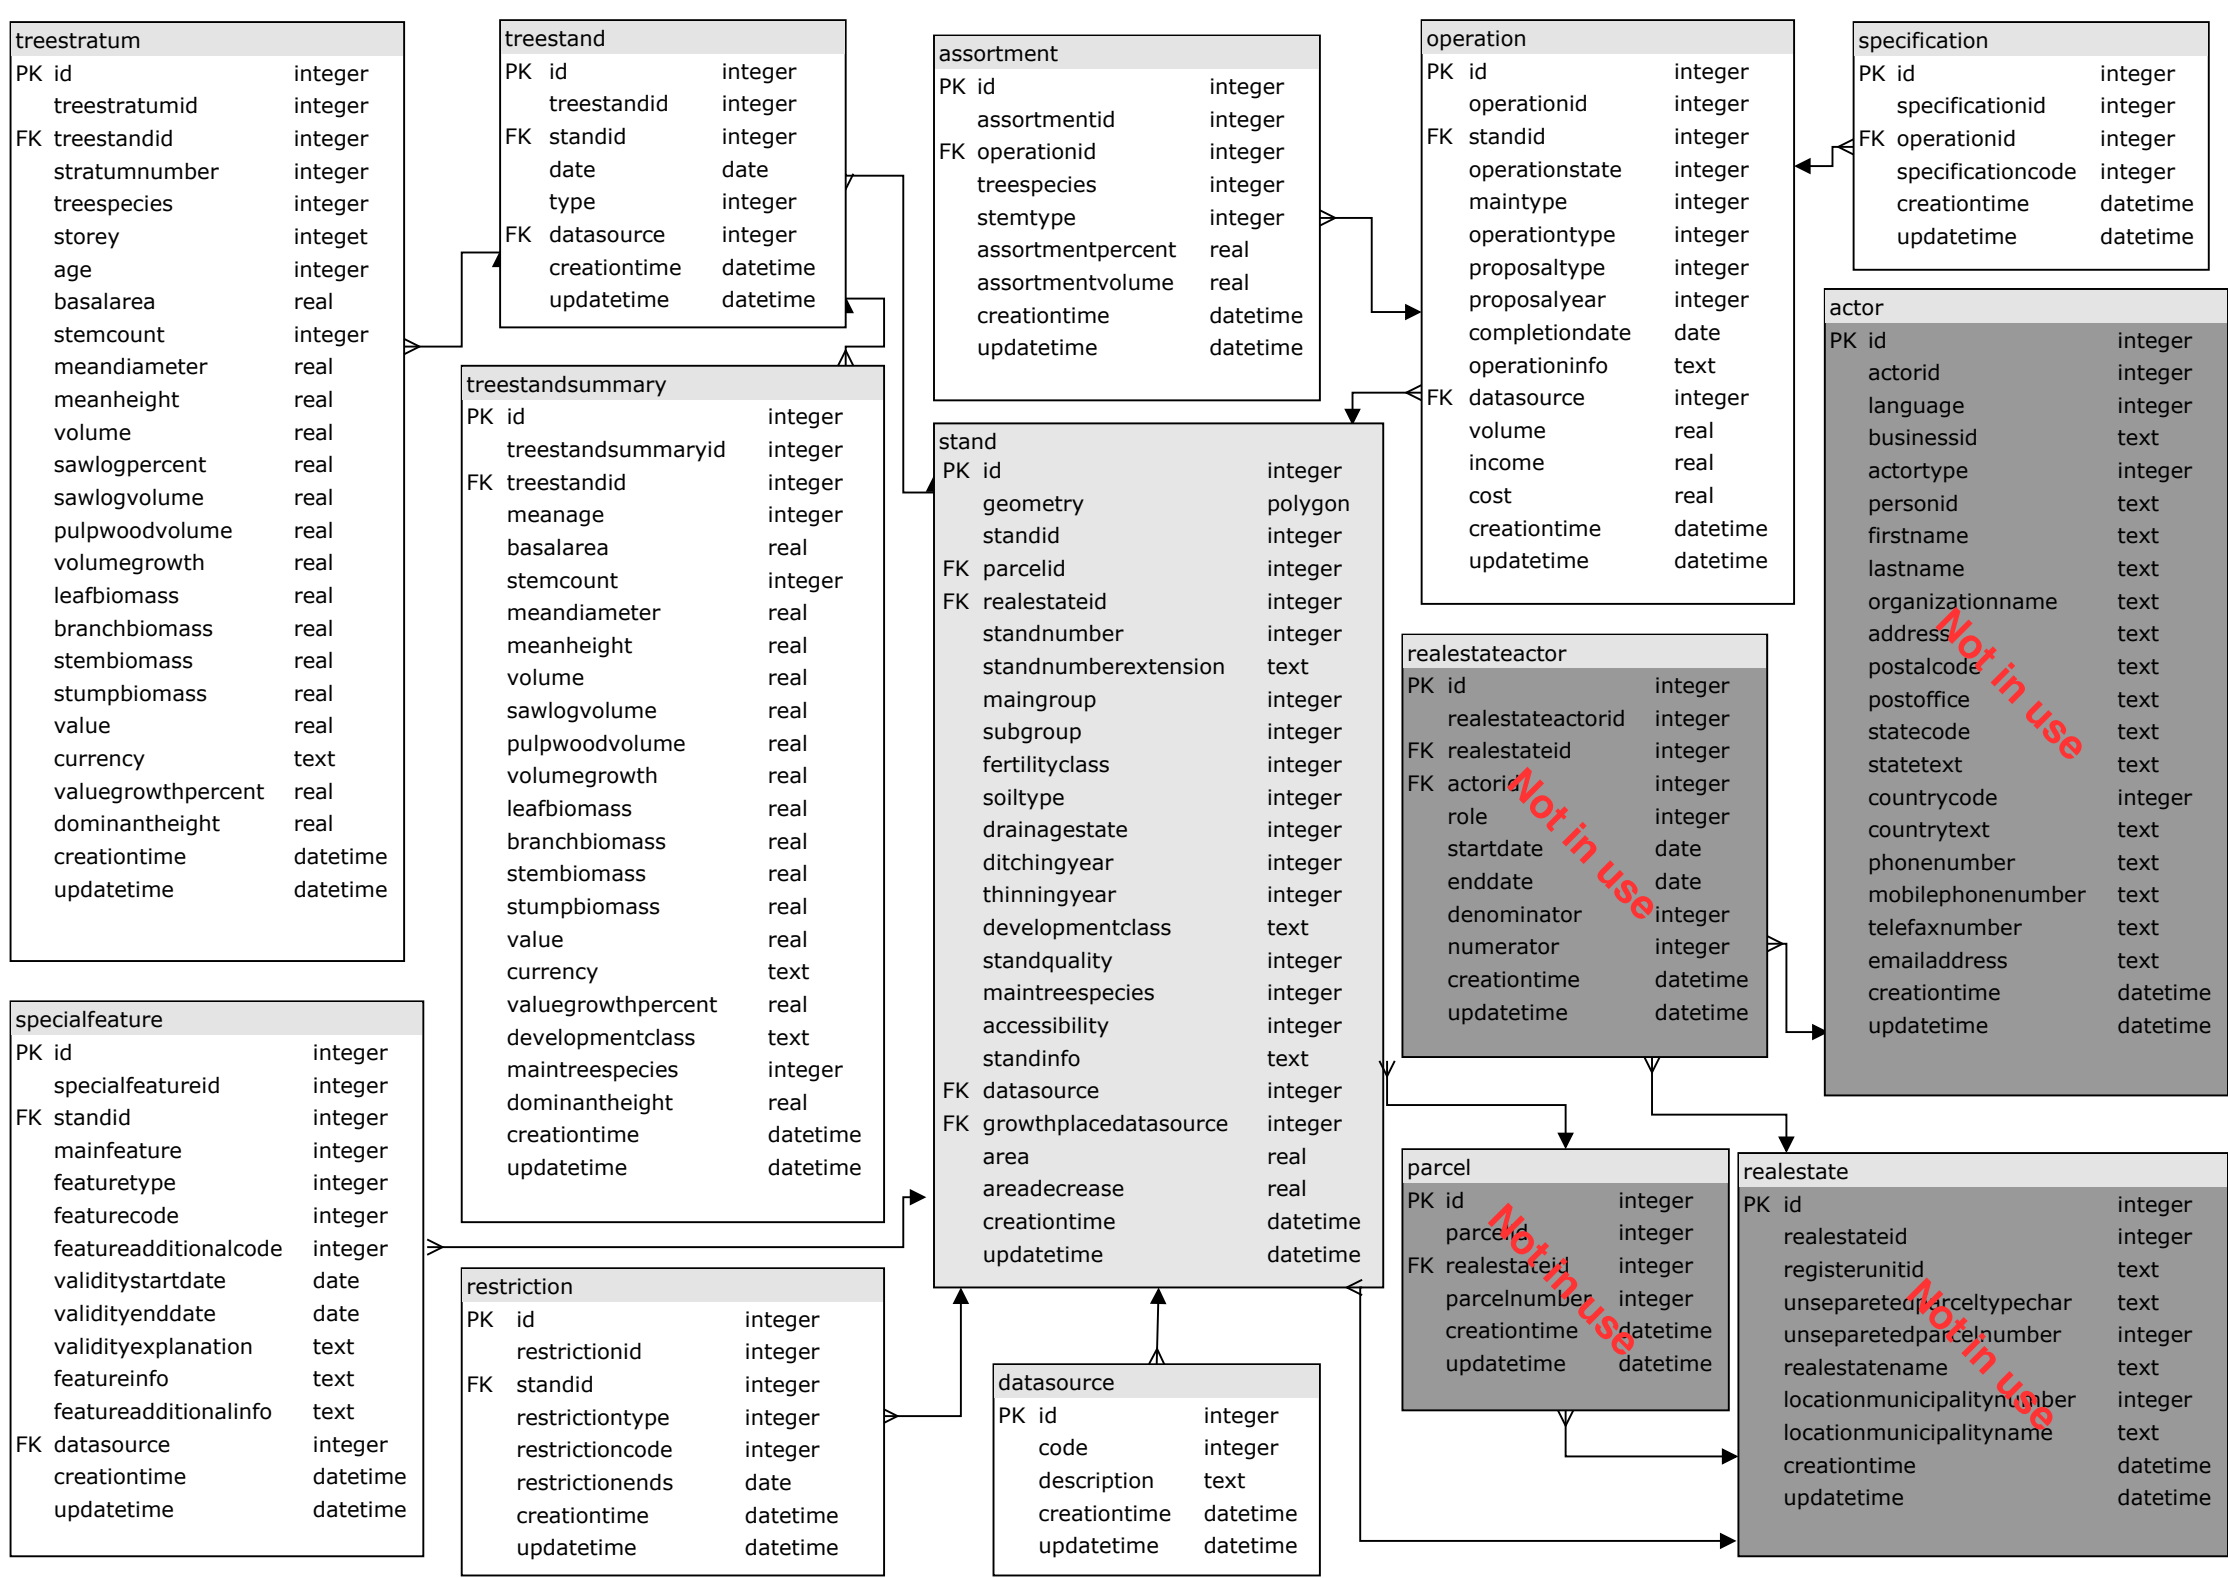 treestratum
PK id integer
treestratumid integer
FK treestandid integer
stratumnumber integer
treespecies integer
storey integet
age integer
basalarea real
stemcount integer
meandiameter real
meanheight real
volume real
sawlogpercent real
sawlogvolume real
pulpwoodvolume real
volumegrowth real
leafbiomass real
branchbiomass real
stembiomass real
stumpbiomass real
value real
currency text
valuegrowthpercent real
dominantheight real
creationtime datetime
updatetime datetime
treestand
PK id integer
treestandid integer
FK standid integer
date date
type integer
FK datasource integer
creationtime datetime
updatetime datetime
assortment
PK id integer
assortmentid integer
FK operationid integer
treespecies integer
stemtype integer
assortmentpercent real
assortmentvolume real
creationtime datetime
updatetime datetime
operation
PK id integer
operationid integer
FK standid integer
operationstate integer
maintype integer
operationtype integer
proposaltype integer
proposalyear integer
completiondate date
operationinfo text
FK datasource integer
volume real
income real
cost real
creationtime datetime
updatetime datetime
specification
PK id integer
specificationid integer
FK operationid integer
specificationcode integer
creationtime datetime
updatetime datetime
actor
PK id integer
actorid integer
language integer
businessid text
actortype integer
personid text
firstname text
lastname text
organizationname text
address text
postalcode text
postoffice text
statecode text
statetext text
countrycode integer
countrytext text
phonenumber text
mobilephonenumber text
telefaxnumber text
emailaddress text
creationtime datetime
updatetime datetime
Not in use
treestandsummary
PK id integer
treestandsummaryid integer
FK treestandid integer
meanage integer
basalarea real
stemcount integer
meandiameter real
meanheight real
volume real
sawlogvolume real
pulpwoodvolume real
volumegrowth real
leafbiomass real
branchbiomass real
stembiomass real
stumpbiomass real
value real
currency text
valuegrowthpercent real
developmentclass text
maintreespecies integer
dominantheight real
creationtime datetime
updatetime datetime
stand
PK id integer
geometry polygon
standid integer
FK parcelid integer
FK realestateid integer
standnumber integer
standnumberextension text
maingroup integer
subgroup integer
fertilityclass integer
soiltype integer
drainagestate integer
ditchingyear integer
thinningyear integer
developmentclass text
standquality integer
maintreespecies integer
accessibility integer
standinfo text
FK datasource integer
FK growthplacedatasource integer
area real
areadecrease real
creationtime datetime
updatetime datetime
realestateactor
PK id integer
realestateactorid integer
FK realestateid integer
FK actorid integer
role integer
startdate date
enddate date
denominator integer
numerator integer
creationtime datetime
updatetime datetime
Not in use
specialfeature
PK id integer
specialfeatureid integer
FK standid integer
mainfeature integer
featuretype integer
featurecode integer
featureadditionalcode integer
validitystartdate date
validityenddate date
validityexplanation text
featureinfo text
featureadditionalinfo text
FK datasource integer
creationtime datetime
updatetime datetime
restriction
PK id integer
restrictionid integer
FK standid integer
restrictiontype integer
restrictioncode integer
restrictionends date
creationtime datetime
updatetime datetime
datasource
PK id integer
code integer
description text
creationtime datetime
updatetime datetime
parcel
PK id integer
parcelid integer
FK realestateid integer
parcelnumber integer
creationtime datetime
updatetime datetime
Not in use
realestate
PK id integer
realestateid integer
registerunitid text
unseparetedparceltypechar text
unseparetedparcelnumber integer
realestatename text
locationmunicipalitynumber integer
locationmunicipalityname text
creationtime datetime
updatetime datetime
Not in use